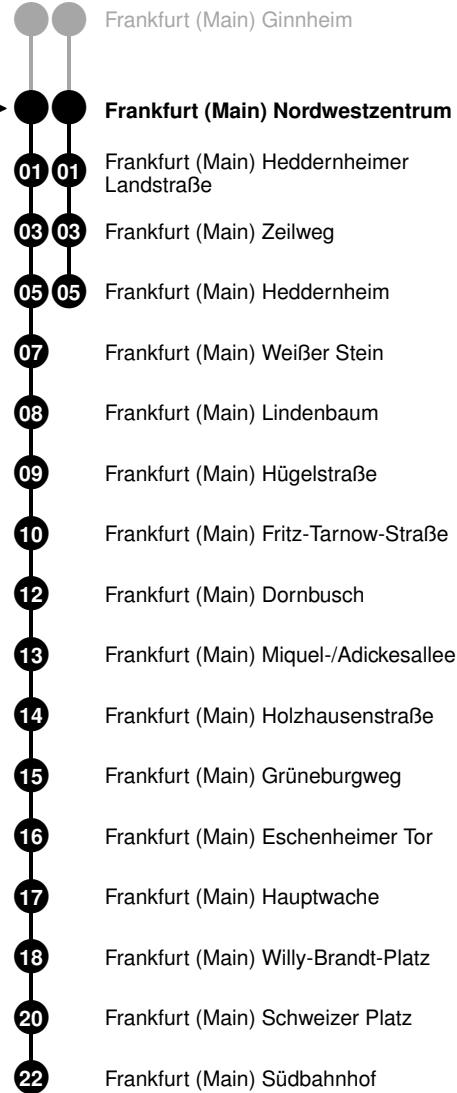 Frankfurt (Main) Ginnheim
Frankfurt (Main) Nordwestzentrum
01 01 Frankfurt (Main) Heddernheimer
Landstraße
03 03 Frankfurt (Main) Zeilweg
05 05 Frankfurt (Main) Heddernheim
07 Frankfurt (Main) Weißer Stein
08 Frankfurt (Main) Lindenbaum
09 Frankfurt (Main) Hügelstraße
10 Frankfurt (Main) Fritz-Tarnow-Straße
12 Frankfurt (Main) Dornbusch
13 Frankfurt (Main) Miquel-/Adickesallee
14 Frankfurt (Main) Holzhausenstraße
15 Frankfurt (Main) Grüneburgweg
16 Frankfurt (Main) Eschenheimer Tor
17 Frankfurt (Main) Hauptwache
18 Frankfurt (Main) Willy-Brandt-Platz
20 Frankfurt (Main) Schweizer Platz
22 Frankfurt (Main) Südbahnhof